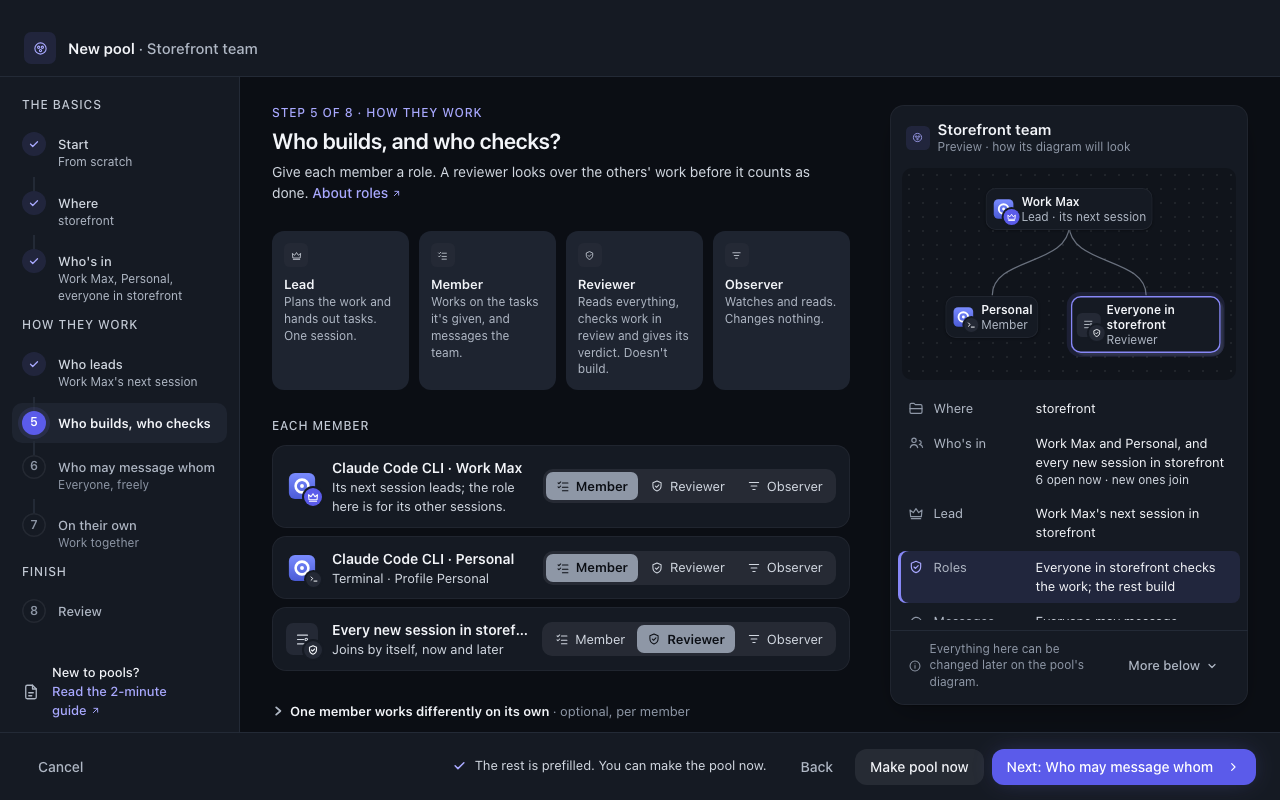 New pool · Storefront team
THE BASICS
Start
From scratch
Where
storefront
Who's in
Work Max, Personal,
everyone in storefront
HOW THEY WORK
Who leads
Work Max's next session
5
Who builds, who checks
6
Who may message whom
Everyone, freely
7
On their own
Work together
FINISH
8
Review
New to pools?
Read the 2-minute
guide ↗
STEP 5 OF 8 · HOW THEY WORK
Who builds, and who checks?
Give each member a role. A reviewer looks over the others' work before it counts as
done. About roles ↗
Lead
Plans the work and
hands out tasks.
One session.
Member
Works on the tasks
it's given, and
messages the
team.
Reviewer
Reads everything,
checks work in
review and gives its
verdict. Doesn't
build.
Observer
Watches and reads.
Changes nothing.
EACH MEMBER
Claude Code CLI · Work Max
Its next session leads; the role
here is for its other sessions.
Member Reviewer Observer
Claude Code CLI · Personal
Terminal · Profile Personal
Member Reviewer Observer
Every new session in storef...
Joins by itself, now and later
Member Reviewer Observer
One member works differently on its own · optional, per member
Storefront team
Preview · how its diagram will look
Work Max
Lead · its next session
Personal
Member
Everyone in
storefront
Reviewer
Where storefront
Who's in Work Max and Personal, and
every new session in storefront
6 open now · new ones join
Lead Work Max's next session in
storefront
Roles Everyone in storefront checks
the work; the rest build
Everything here can be
changed later on the pool's
diagram.
More below
Cancel
The rest is prefilled. You can make the pool now.
Back
Make pool now
Next: Who may message whom